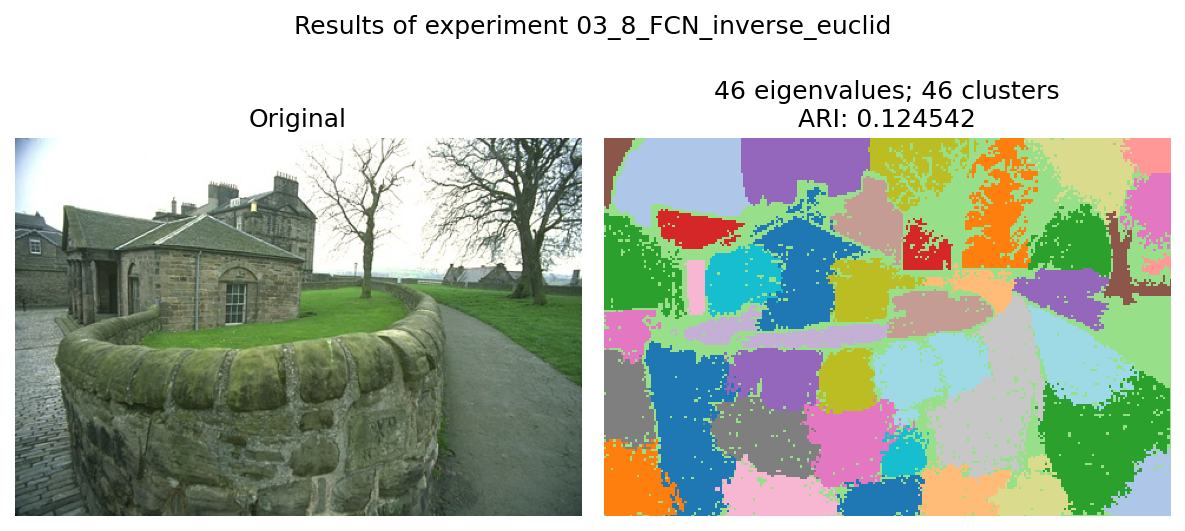 Results of experiment 03_8_FCN_inverse_euclid
Original
46 eigenvalues; 46 clusters
ARI: 0.124542